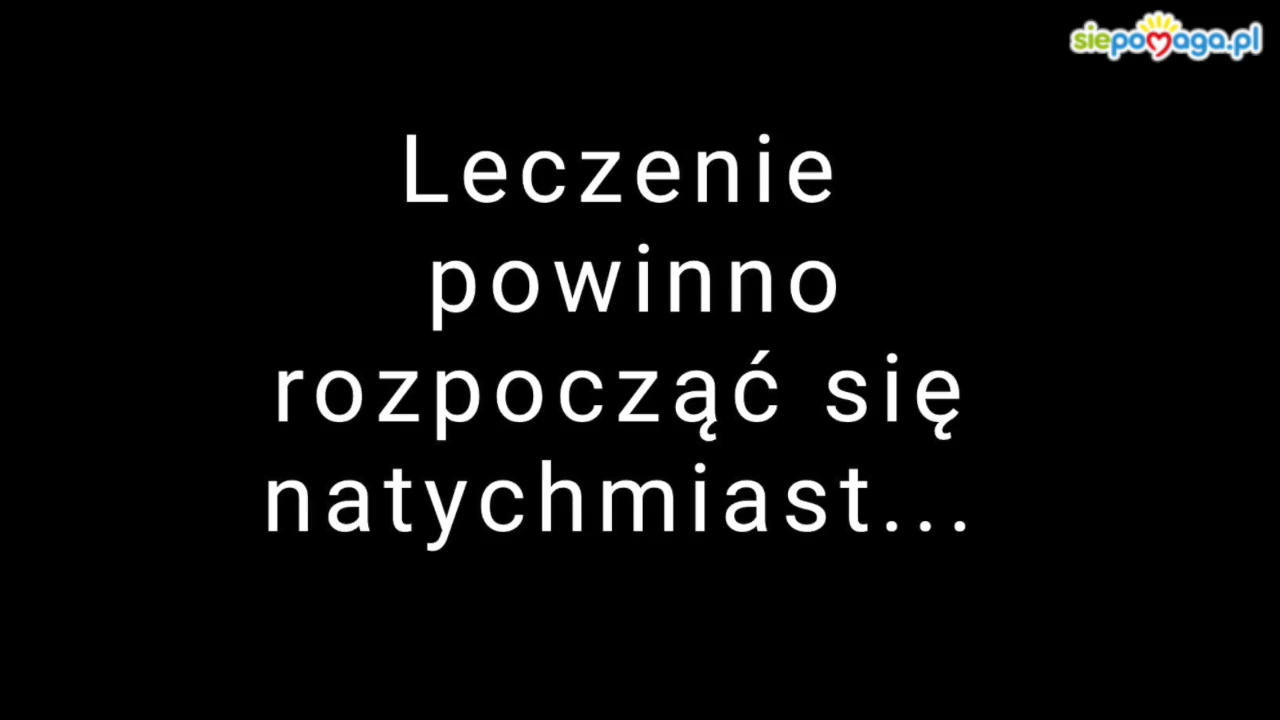 siepomaga.pl
Leczenie
powinno
rozpocząć się
natychmiast...